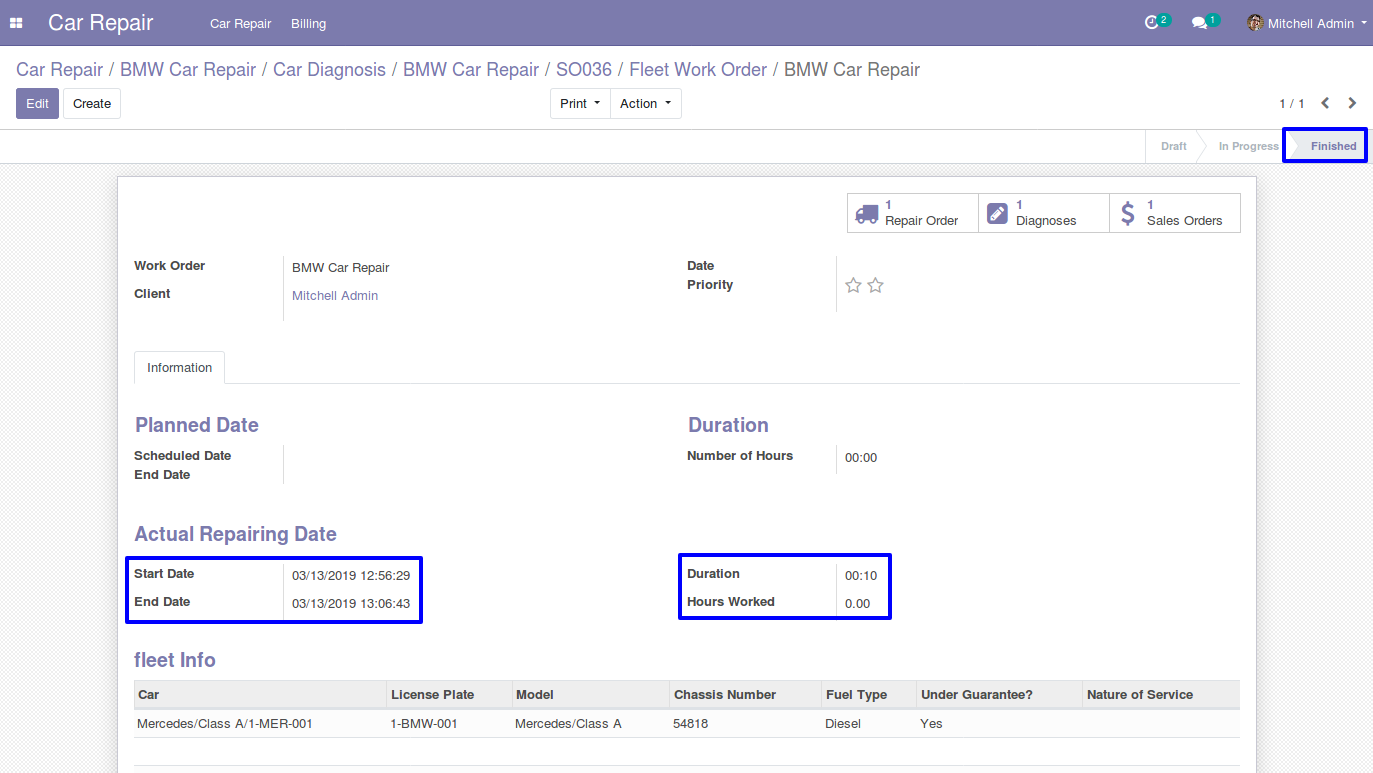 Car Repair Car Repair Billing 2 1 Mitchell Admin
Car Repair / BMW Car Repair / Car Diagnosis / BMW Car Repair / SO036 / Fleet Work Order / BMW Car Repair
Edit Create Print Action 1 / 1
Draft In Progress Finished
1 Repair Order 1 Diagnoses 1 Sales Orders
Work Order BMW Car Repair Date
Client Mitchell Admin Priority
Information
Planned Date Duration
Scheduled Date Number of Hours 00:00
End Date
Actual Repairing Date
Start Date 03/13/2019 12:56:29 Duration 00:10
End Date 03/13/2019 13:06:43 Hours Worked 0.00
fleet Info
Car License Plate Model Chassis Number Fuel Type Under Guarantee? Nature of Service
Mercedes/Class A/1-MER-001 1-BMW-001 Mercedes/Class A 54818 Diesel Yes